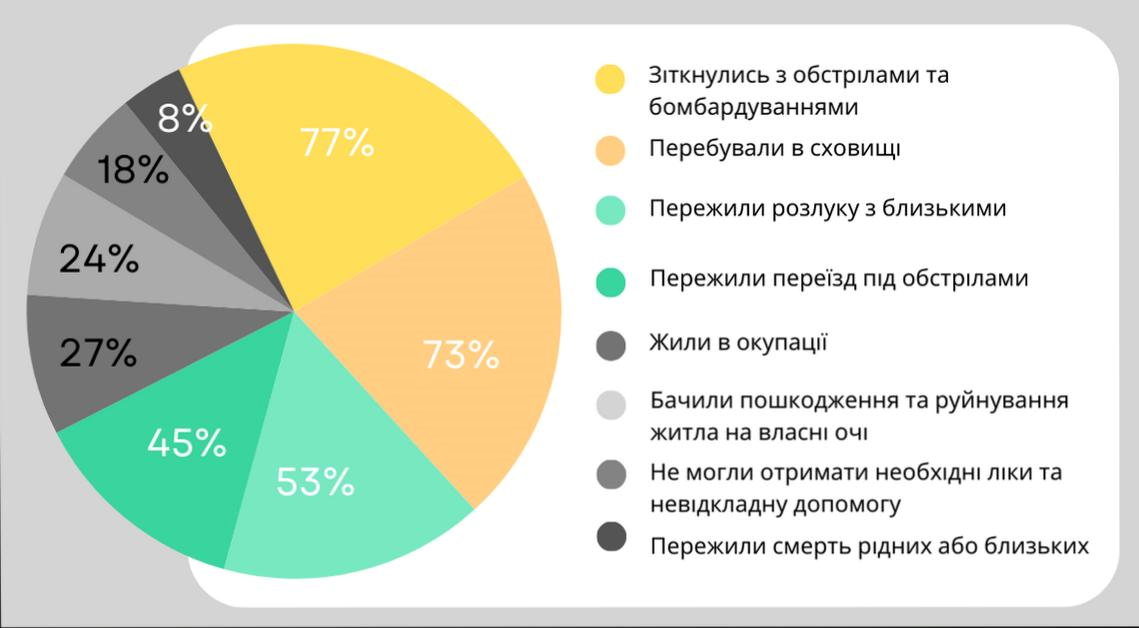 8%
77%
18%
24%
73%
27%
45%
53%
Зіткнулись з обстрілами та
бомбардуваннями
Перебували в сховищі
Пережили розлуку з близькими
Пережили переїзд під обстрілами
Жили в окупації
Бачили пошкодження та руйнування
житла на власні очі
Не могли отримати необхідні ліки та
невідкладну допомогу
Пережили смерть рідних або близьких